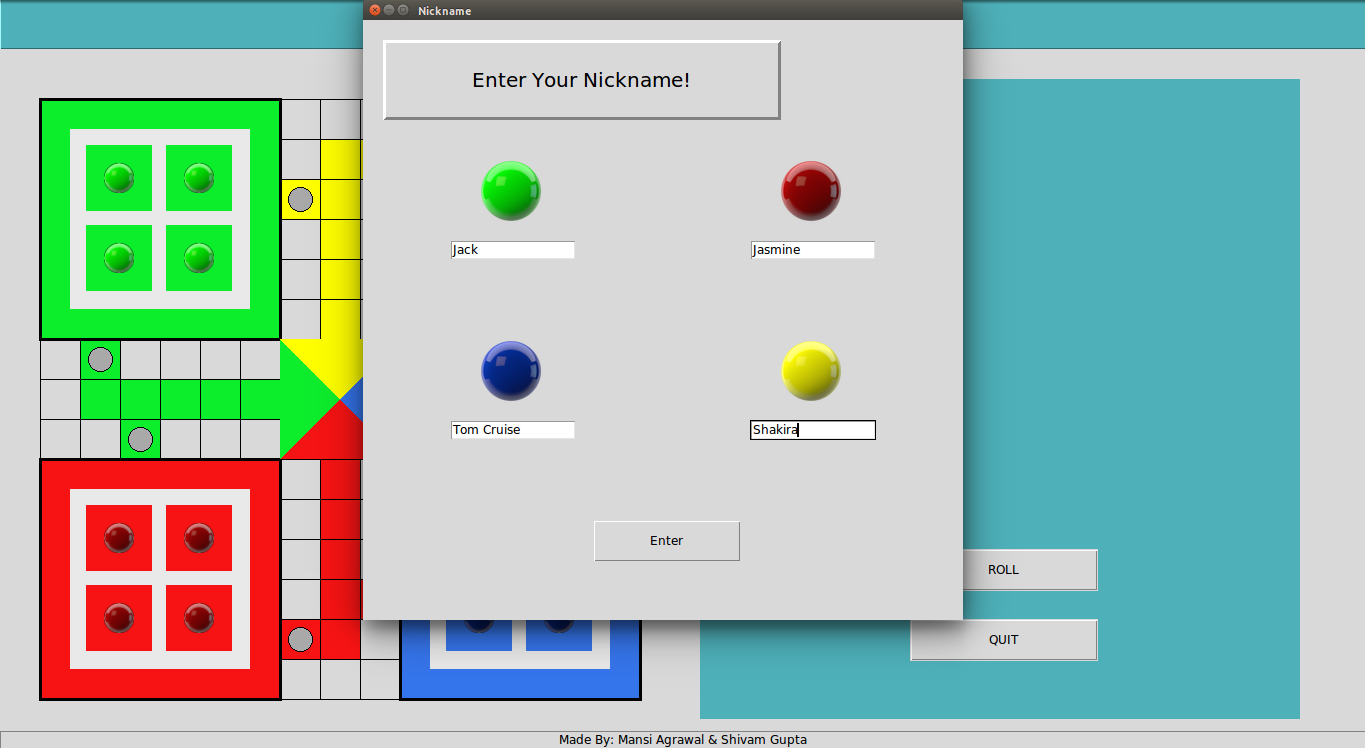 Nickname
Enter Your Nickname!
Jack
Jasmine
Tom Cruise
Shakira
Enter
ROLL
QUIT
Made By: Mansi Agrawal & Shivam Gupta